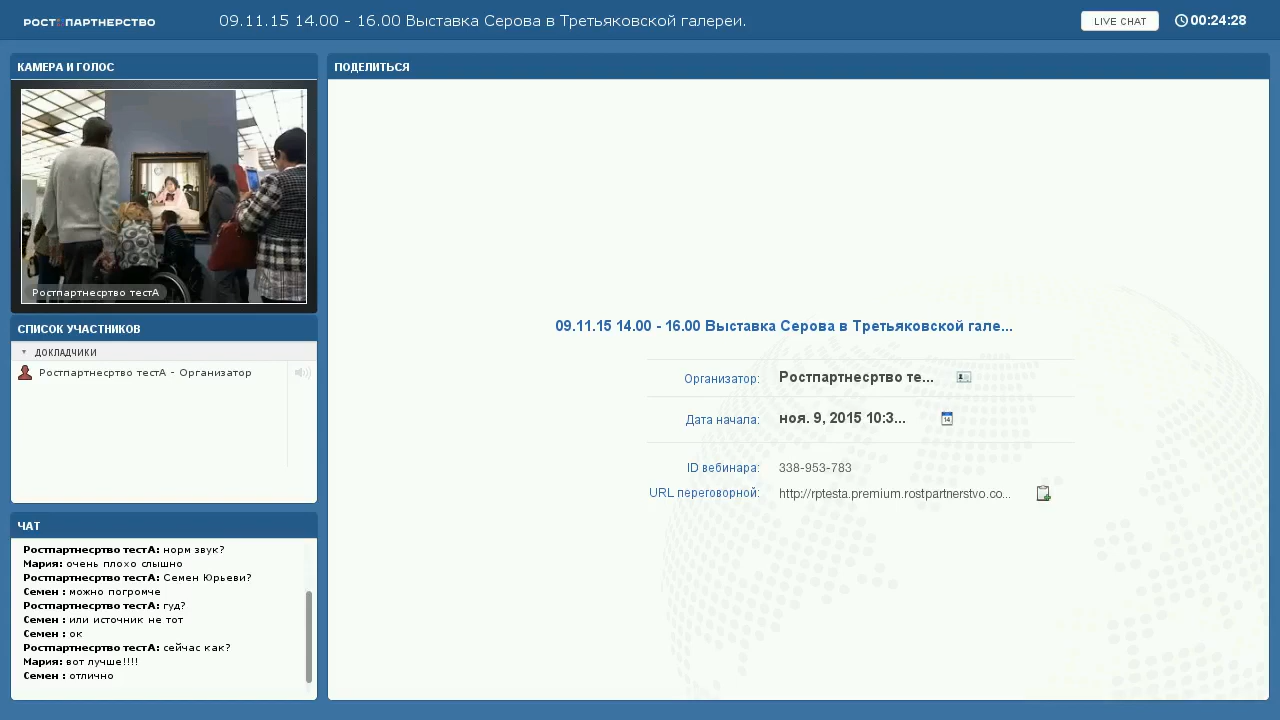 РОСТ ПАРТНЕРСТВО
09.11.15 14.00 - 16.00 Выставка Серова в Третьяковской галереи.
LIVE CHAT
00:24:28
КАМЕРА И ГОЛОС
Ростпартнесртво тестА
СПИСОК УЧАСТНИКОВ
ДОКЛАДЧИКИ
Ростпартнесртво тестА - Организатор
ЧАТ
Ростпартнесртво тестА: норм звук?
Мария: очень плохо слышно
Ростпартнесртво тестА: Семен Юрьеви?
Семен : можно погромче
Ростпартнесртво тестА: гуд?
Семен : или источник не тот
Семен : ок
Ростпартнесртво тестА: сейчас как?
Мария: вот лучше!!!!
Семен : отлично
ПОДЕЛИТЬСЯ
09.11.15 14.00 - 16.00 Выставка Серова в Третьяковской гале...
Организатор: Ростпартнесртво те...
Дата начала: ноя. 9, 2015 10:3...
14
ID вебинара: 338-953-783
URL переговорной: http://rptesta.premium.rostpartnerstvo.co...